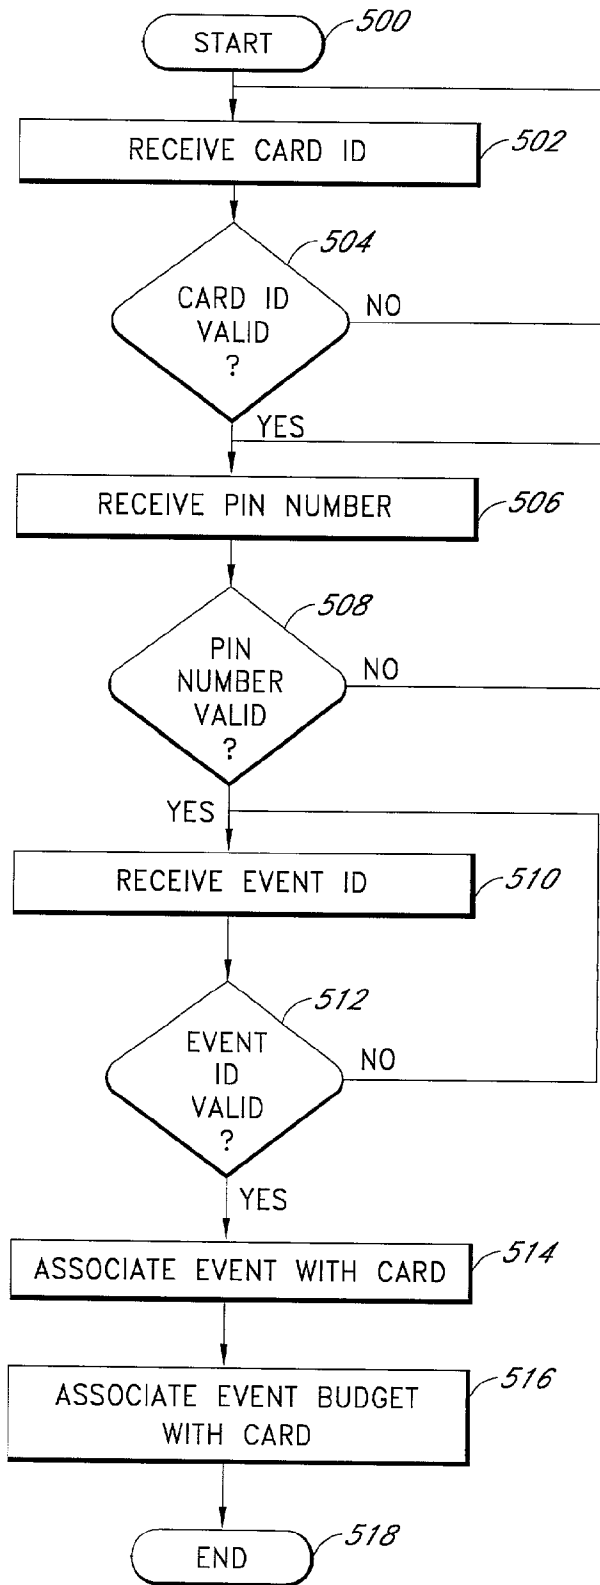 START
500
RECEIVE CARD ID
502
504
CARD ID
VALID
?
NO
YES
RECEIVE PIN NUMBER
506
508
PIN
NUMBER
VALID
?
NO
YES
RECEIVE EVENT ID
510
512
EVENT
ID
VALID
?
NO
YES
ASSOCIATE EVENT WITH CARD
514
ASSOCIATE EVENT BUDGET
WITH CARD
516
END
518